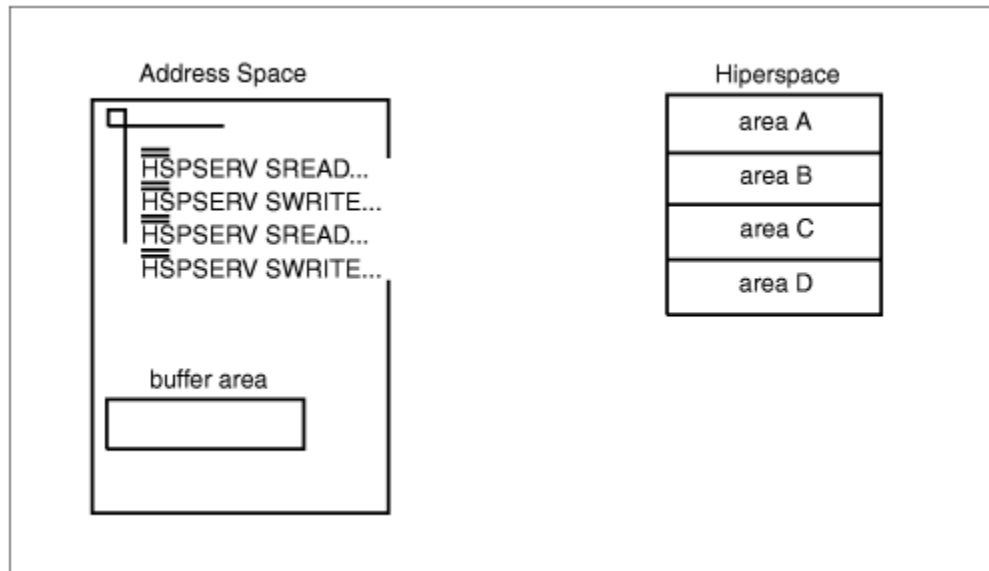 Address Space
HSPSERV SREAD...
HSPSERV SWRITE...
HSPSERV SREAD...
HSPSERV SWRITE...
buffer area
Hiperspace
area A
area B
area C
area D